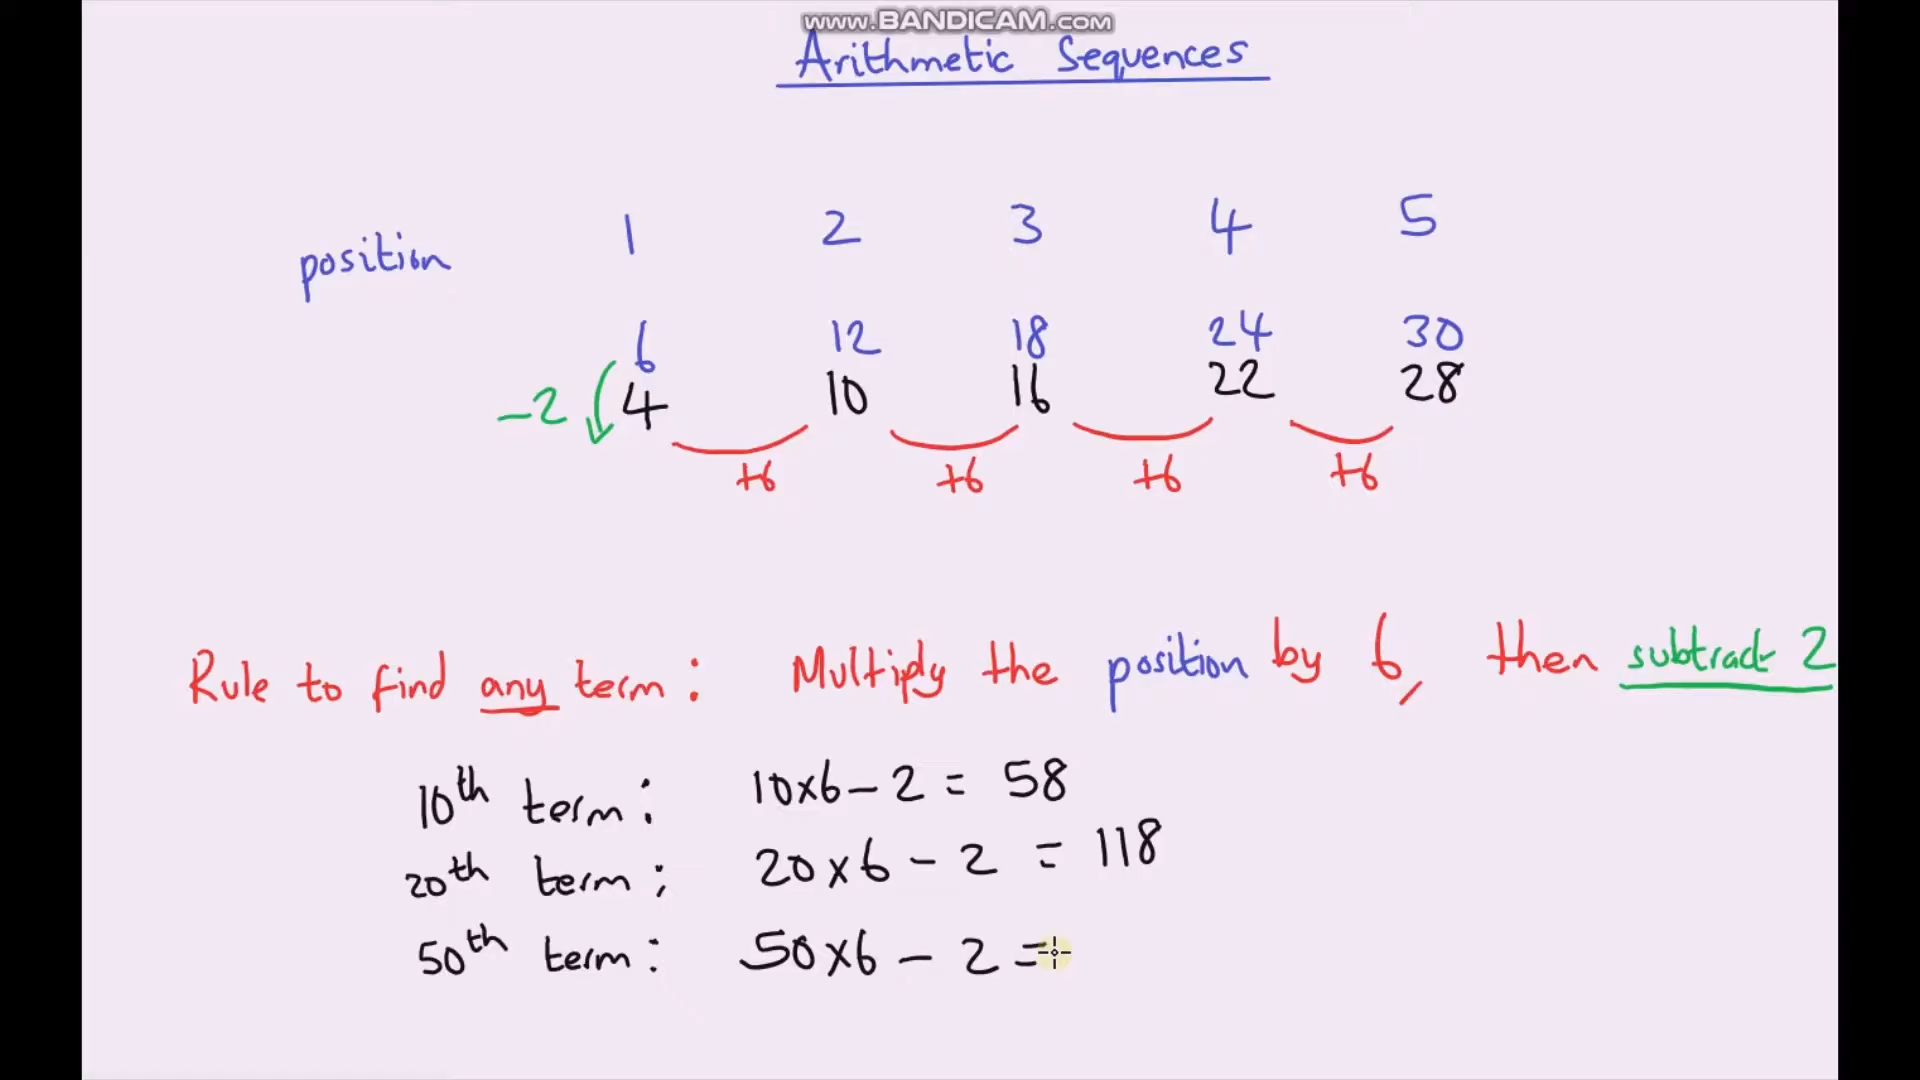 www.BANDICAM.com
Arithmetic Sequences
position 1 2 3 4 5
6 12 18 24 30
-2 4 10 16 22 28
+6 +6 +6 +6
Rule to find any term: Multiply the position by 6, then subtract 2
10th term: 10x6-2 = 58
20th term: 20x6 - 2 = 118
50th term: 50x6 - 2 =